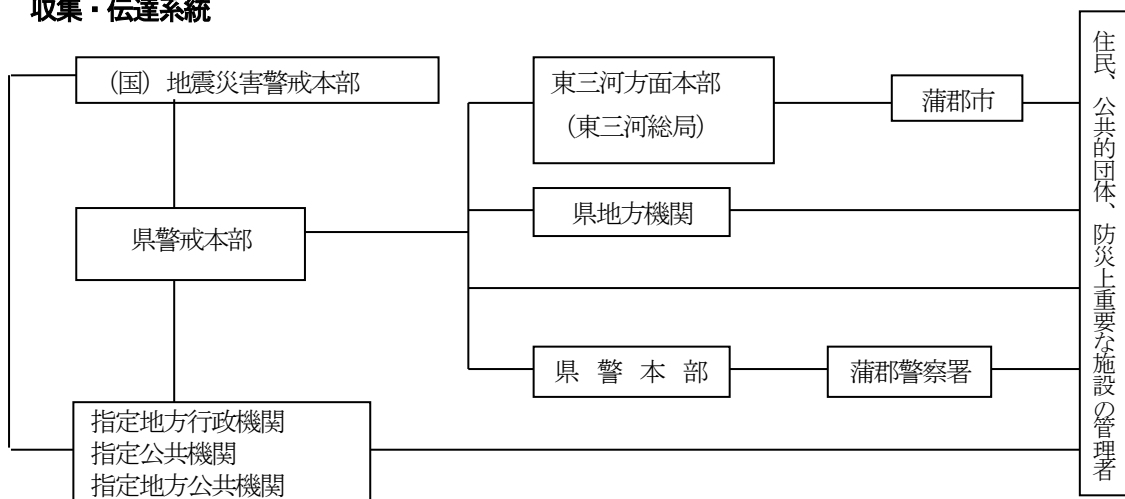 収集・伝達系統
（国）地震災害警戒本部
東三河方面本部
（東三河総局）
蒲郡市
県地方機関
県警戒本部
県警本部
蒲郡警察署
指定地方行政機関
指定公共機関
指定地方公共機関
住民、公共的団体、防災上重要な施設の管理者